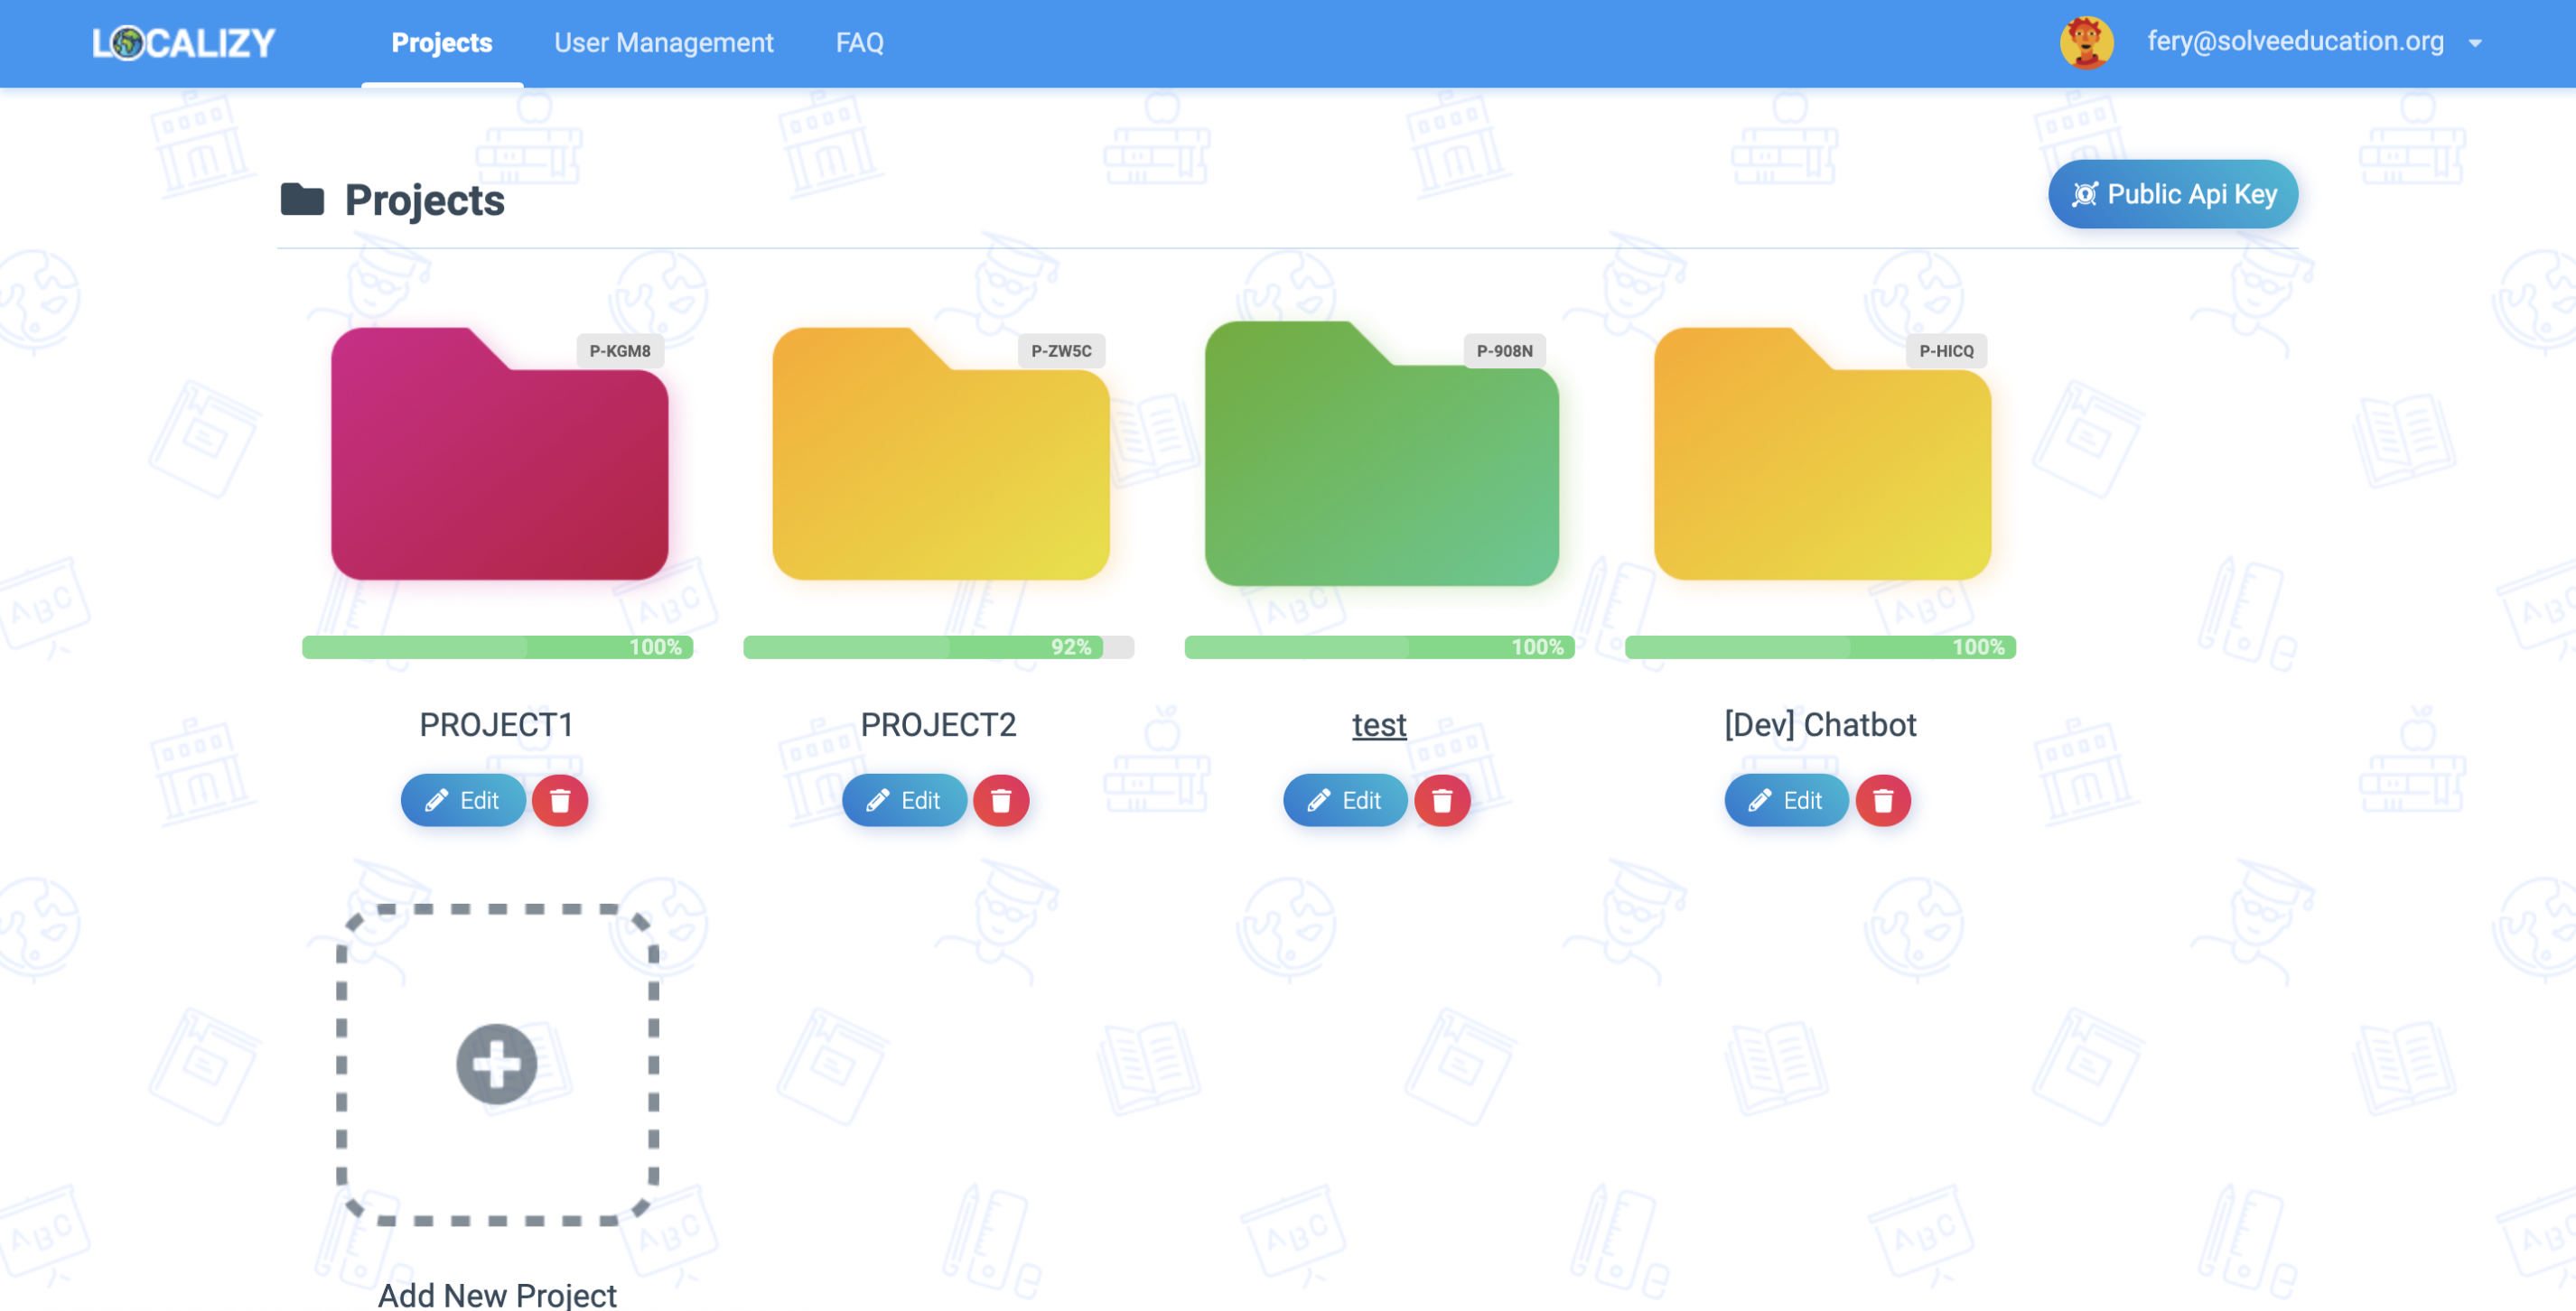 LOCALIZY
Projects
User Management
FAQ
fery@solveeducation.org
Projects
Public Api Key
P-KGM8
P-ZW5C
P-908N
P-HICQ
100%
92%
100%
100%
PROJECT1
PROJECT2
test
[Dev] Chatbot
Edit
Edit
Edit
Edit
Add New Project